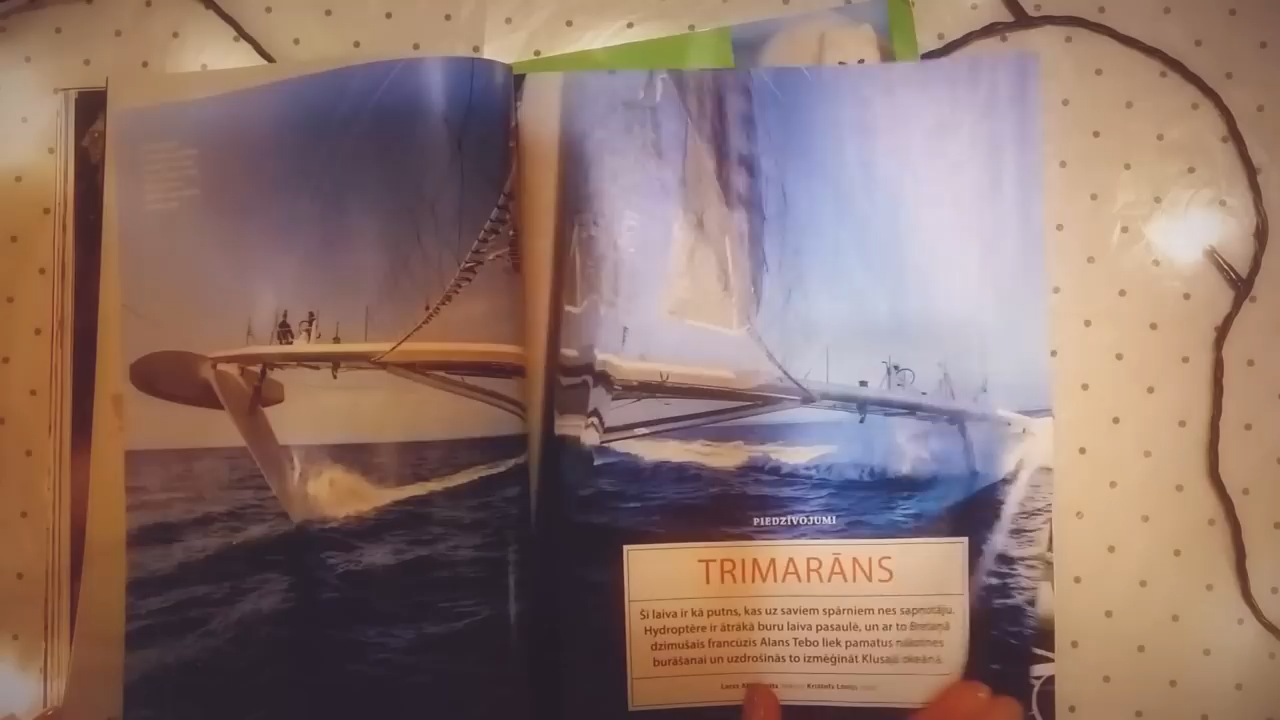 PIEDZĪVOJUMI
TRIMARĀNS
Šī laiva ir kā putns, kas uz saviem spārniem nes sapņotāju.
Hydroptère ir ātrākā buru laiva pasaulē, un ar to Bretaņā
dzimušais francūzis Alans Tebo liek pamatus nākotnes
burāšanai un uzdrošinās to izmēģināt Klusajā okeānā.
Kristofs